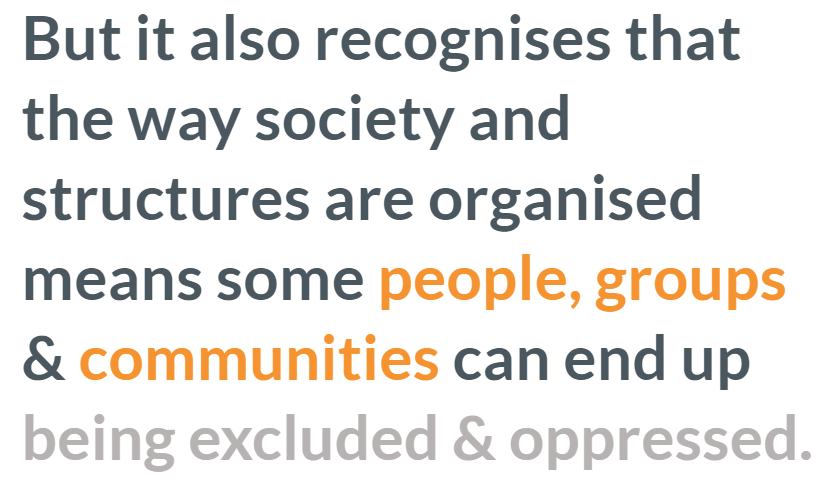 But it also recognises that
the way society and
structures are organised
means some people, groups
& communities can end up
being excluded & oppressed.